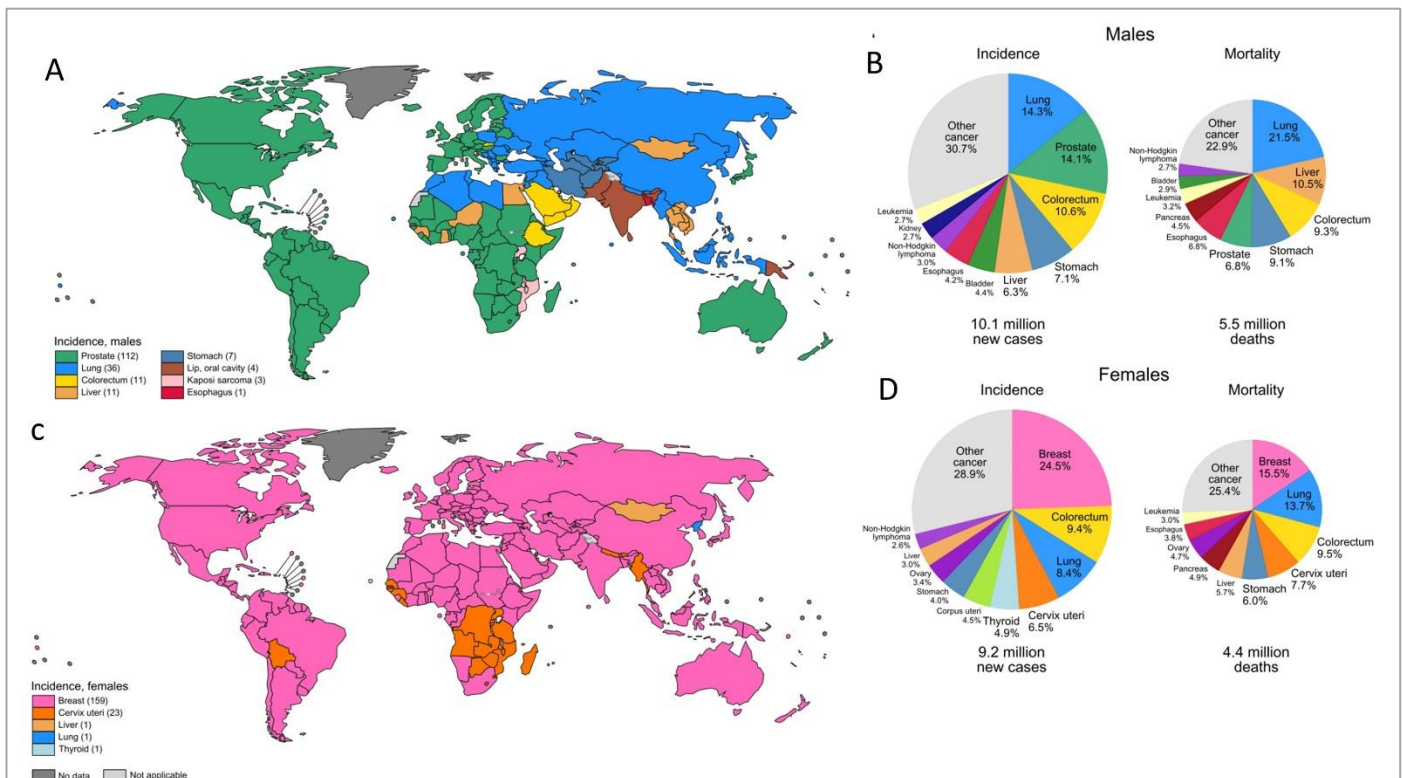 A
Incidence, males
Prostate (112)
Lung (36)
Colorectum (11)
Liver (11)
Stomach (7)
Lip, oral cavity (4)
Kaposi sarcoma (3)
Esophagus (1)
B
Males
Incidence
Lung
14.3%
Prostate
14.1%
Colorectum
10.6%
Stomach
7.1%
Liver
6.3%
Bladder
4.4%
Esophagus
4.2%
Non-Hodgkin
lymphoma
3.0%
Kidney
2.7%
Leukemia
2.7%
Other
cancer
30.7%
10.1 million
new cases
Mortality
Lung
21.5%
Liver
10.5%
Colorectum
9.3%
Stomach
9.1%
Prostate
6.8%
Esophagus
6.8%
Pancreas
4.5%
Leukemia
3.2%
Bladder
2.9%
Non-Hodgkin
lymphoma
2.7%
Other
cancer
22.9%
5.5 million
deaths
C
Incidence, females
Breast (159)
Cervix uteri (23)
Liver (1)
Lung (1)
Thyroid (1)
No data
Not applicable
D
Females
Incidence
Breast
24.5%
Colorectum
9.4%
Lung
8.4%
Cervix uteri
6.5%
Thyroid
4.9%
Corpus uteri
4.5%
Stomach
4.0%
Ovary
3.4%
Liver
3.0%
Non-Hodgkin
lymphoma
2.6%
Other
cancer
28.9%
9.2 million
new cases
Mortality
Breast
15.5%
Lung
13.7%
Colorectum
9.5%
Cervix uteri
7.7%
Stomach
6.0%
Liver
5.7%
Pancreas
4.9%
Ovary
4.7%
Esophagus
3.8%
Leukemia
3.0%
Other
cancer
25.4%
4.4 million
deaths